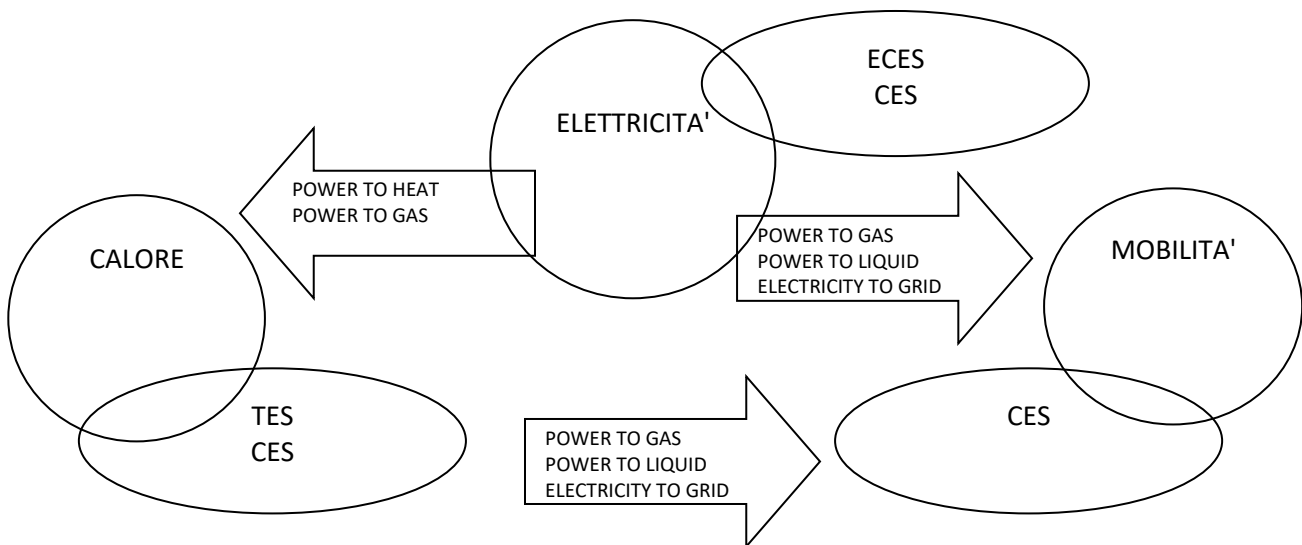 ECES
CES
ELETTRICITA'
POWER TO HEAT
POWER TO GAS
CALORE
POWER TO GAS
POWER TO LIQUID
ELECTRICITY TO GRID
MOBILITA'
TES
CES
POWER TO GAS
POWER TO LIQUID
ELECTRICITY TO GRID
CES